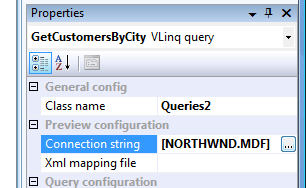 Properties
GetCustomersByCity VLinq query
General config
Class name Queries2
Preview configuration
Connection string [NORTHWND.MDF] ...
Xml mapping file
Query configuration